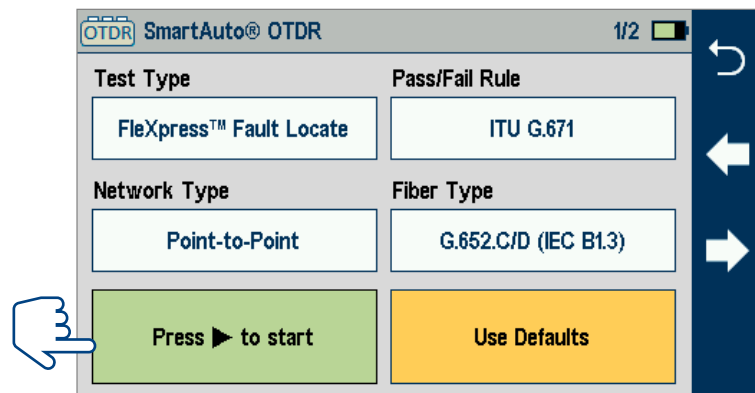 OTDR SmartAuto® OTDR 1/2
Test Type Pass/Fail Rule
FleXpress™ Fault Locate ITU G.671
Network Type Fiber Type
Point-to-Point G.652.C/D (IEC B1.3)
Press ▶ to start Use Defaults